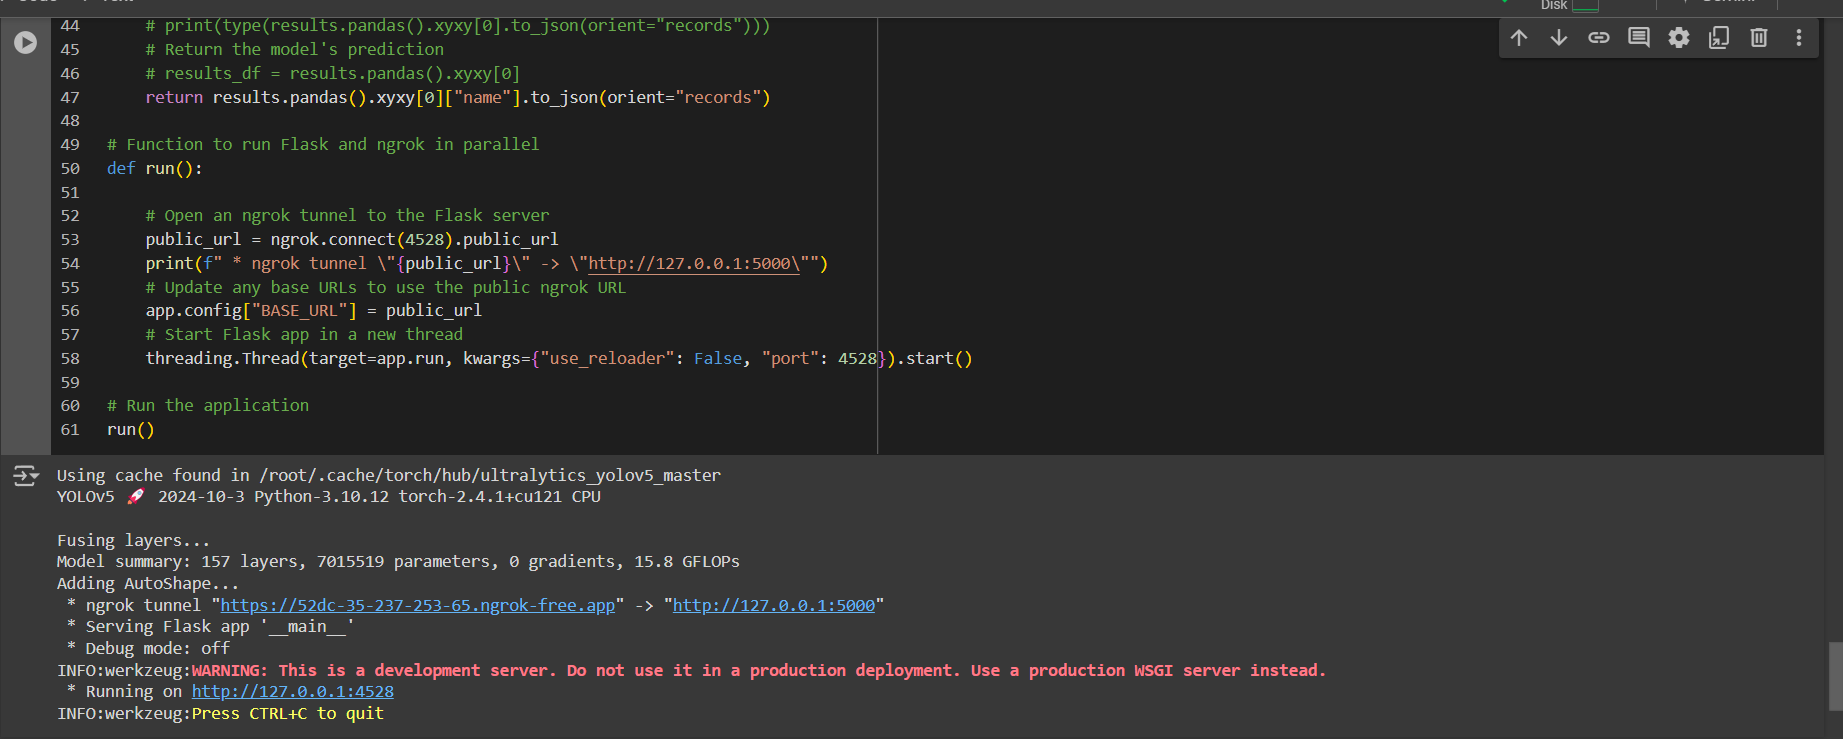 Disk
44 # print(type(results.pandas().xyxy[0].to_json(orient="records")))
45 # Return the model's prediction
46 # results_df = results.pandas().xyxy[0]
47 return results.pandas().xyxy[0]["name"].to_json(orient="records")
48
49 # Function to run Flask and ngrok in parallel
50 def run():
51
52 # Open an ngrok tunnel to the Flask server
53 public_url = ngrok.connect(4528).public_url
54 print(f" * ngrok tunnel \"{public_url}\" -> \"http://127.0.0.1:5000\"")
55 # Update any base URLs to use the public ngrok URL
56 app.config["BASE_URL"] = public_url
57 # Start Flask app in a new thread
58 threading.Thread(target=app.run, kwargs={"use_reloader": False, "port": 4528}).start()
59
60 # Run the application
61 run()
Using cache found in /root/.cache/torch/hub/ultralytics_yolov5_master
YOLOv5 🚀 2024-10-3 Python-3.10.12 torch-2.4.1+cu121 CPU
Fusing layers...
Model summary: 157 layers, 7015519 parameters, 0 gradients, 15.8 GFLOPs
Adding AutoShape...
* ngrok tunnel "https://52dc-35-237-253-65.ngrok-free.app" -> "http://127.0.0.1:5000"
* Serving Flask app '__main__'
* Debug mode: off
INFO:werkzeug:WARNING: This is a development server. Do not use it in a production deployment. Use a production WSGI server instead.
* Running on http://127.0.0.1:4528
INFO:werkzeug:Press CTRL+C to quit